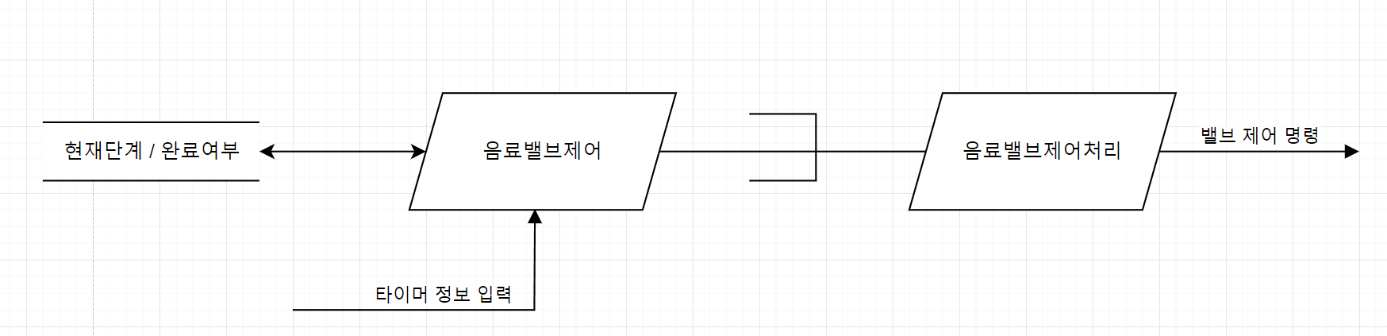 현재단계 / 완료여부
음료밸브제어
음료밸브제어처리
밸브 제어 명령
타이머 정보 입력